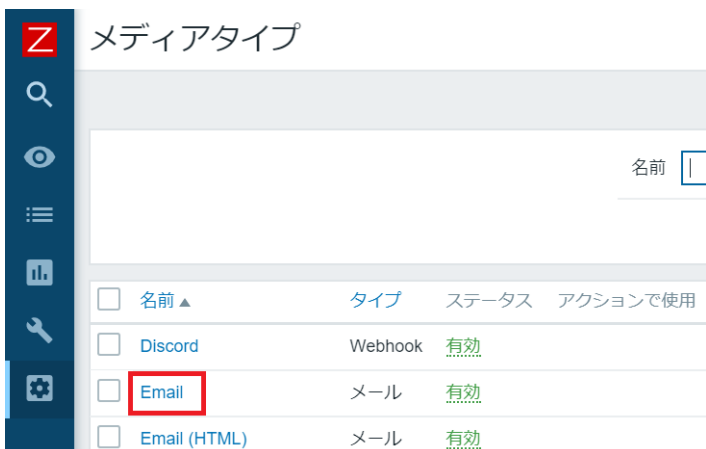 Z
メディアタイプ
名前
名前▲ タイプ ステータス アクションで使用
Discord Webhook 有効
Email メール 有効
Email (HTML) メール 有効